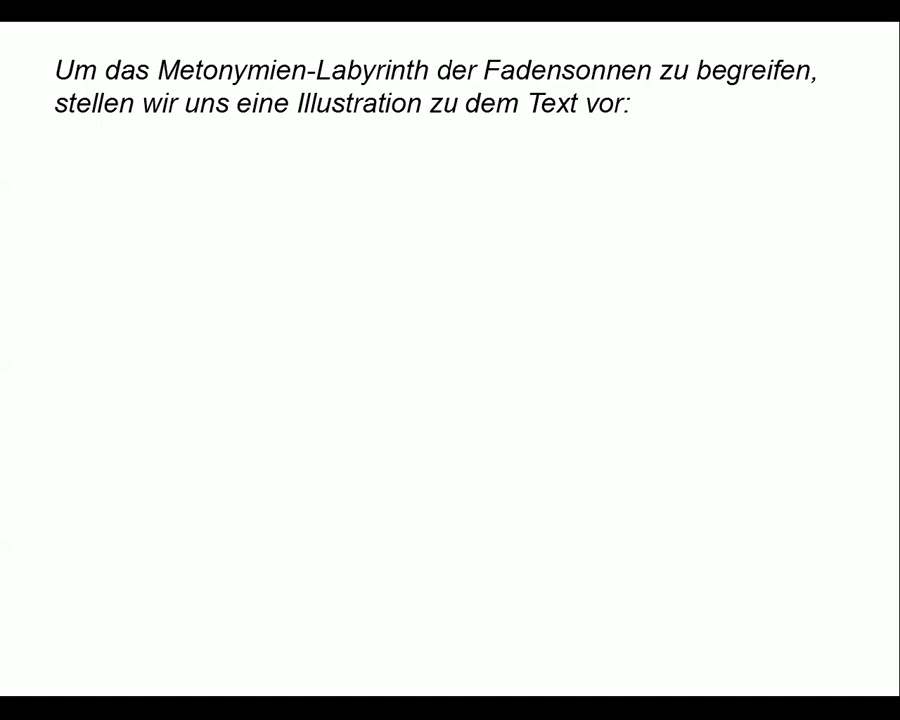 Um das Metonymien-Labyrinth der Fadensonnen zu begreifen,
stellen wir uns eine Illustration zu dem Text vor: